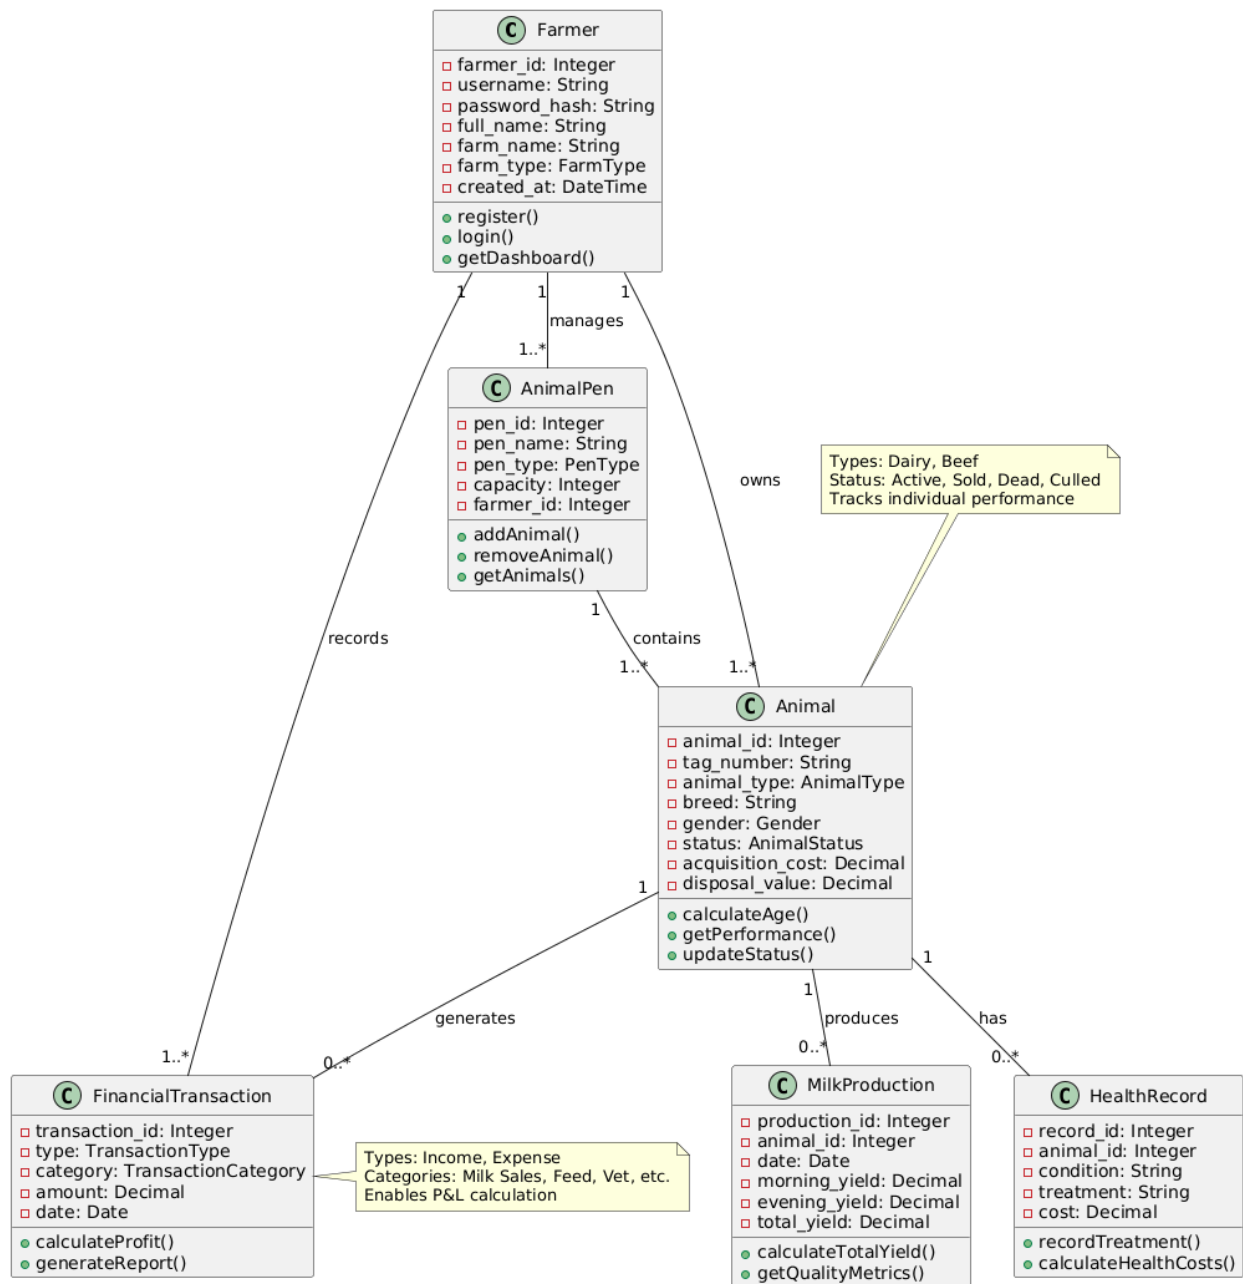 C Farmer
farmer_id: Integer
username: String
password_hash: String
full_name: String
farm_name: String
farm_type: FarmType
created_at: DateTime
register()
login()
getDashboard()
1
1
1
manages
1..*
C AnimalPen
pen_id: Integer
pen_name: String
pen_type: PenType
capacity: Integer
farmer_id: Integer
addAnimal()
removeAnimal()
getAnimals()
owns
Types: Dairy, Beef
Status: Active, Sold, Dead, Culled
Tracks individual performance
1
records
contains
1..*
1..*
C Animal
animal_id: Integer
tag_number: String
animal_type: AnimalType
breed: String
gender: Gender
status: AnimalStatus
acquisition_cost: Decimal
disposal_value: Decimal
calculateAge()
getPerformance()
updateStatus()
1
1
1
generates
produces
has
1..*
0..*
0..*
0..*
C FinancialTransaction
transaction_id: Integer
type: TransactionType
category: TransactionCategory
amount: Decimal
date: Date
calculateProfit()
generateReport()
Types: Income, Expense
Categories: Milk Sales, Feed, Vet, etc.
Enables P&L calculation
C MilkProduction
production_id: Integer
animal_id: Integer
date: Date
morning_yield: Decimal
evening_yield: Decimal
total_yield: Decimal
calculateTotalYield()
getQualityMetrics()
C HealthRecord
record_id: Integer
animal_id: Integer
condition: String
treatment: String
cost: Decimal
recordTreatment()
calculateHealthCosts()